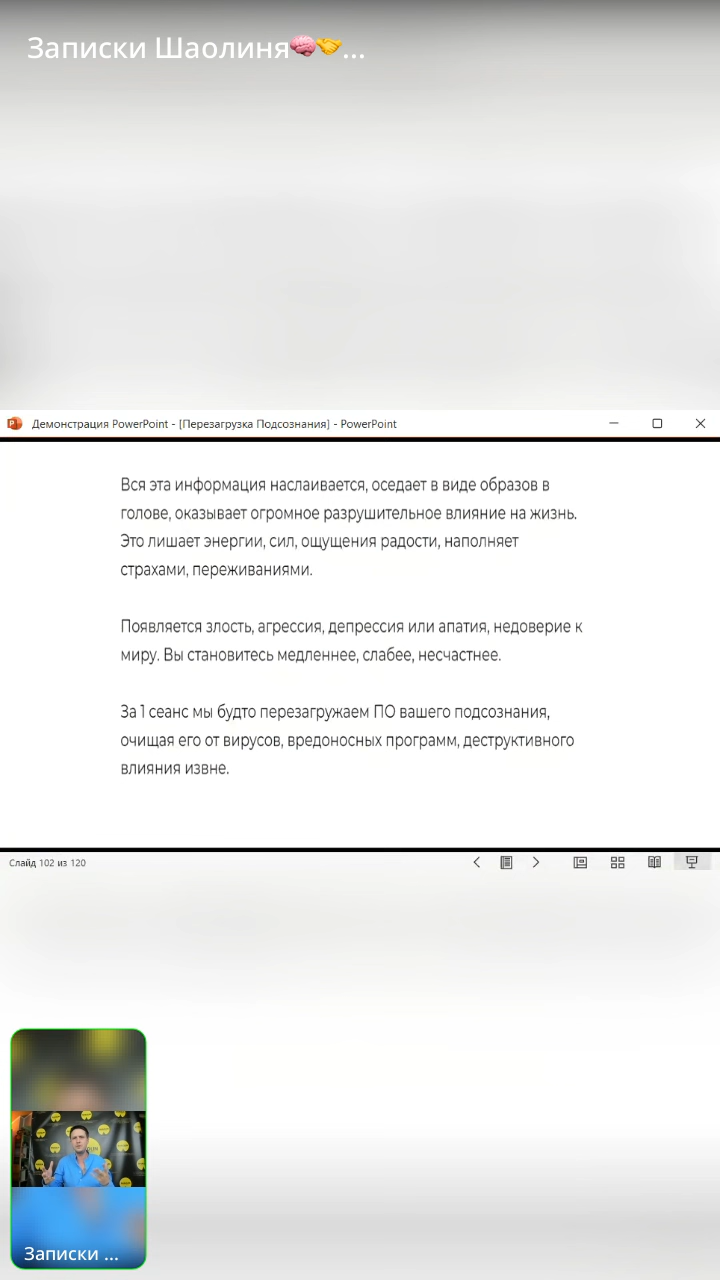 Записки Шаолиня🧠🤝...
Демонстрация PowerPoint - [Перезагрузка Подсознания] - PowerPoint
Вся эта информация наслаивается, оседает в виде образов в
голове, оказывает огромное разрушительное влияние на жизнь.
Это лишает энергии, сил, ощущения радости, наполняет
страхами, переживаниями.
Появляется злость, агрессия, депрессия или апатия, недоверие к
миру. Вы становитесь медленнее, слабее, несчастнее.
За 1 сеанс мы будто перезагружаем ПО вашего подсознания,
очищая его от вирусов, вредоносных программ, деструктивного
влияния извне.
Слайд 102 из 120
Записки ...